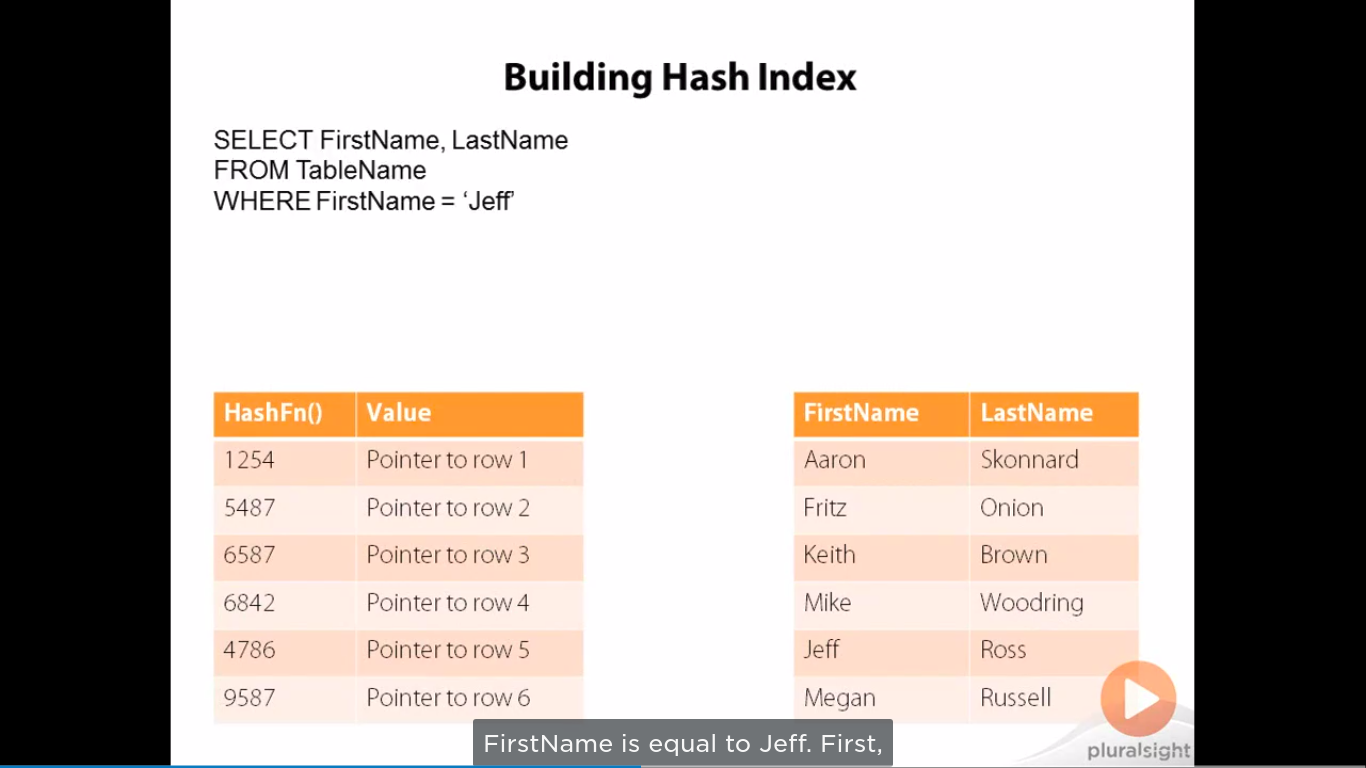 Building Hash Index
SELECT FirstName, LastName
FROM TableName
WHERE FirstName = ‘Jeff’
HashFn() Value
1254 Pointer to row 1
5487 Pointer to row 2
6587 Pointer to row 3
6842 Pointer to row 4
4786 Pointer to row 5
9587 Pointer to row 6
FirstName LastName
Aaron Skonnard
Fritz Onion
Keith Brown
Mike Woodring
Jeff Ross
Megan Russell
pluralsight
FirstName is equal to Jeff. First,